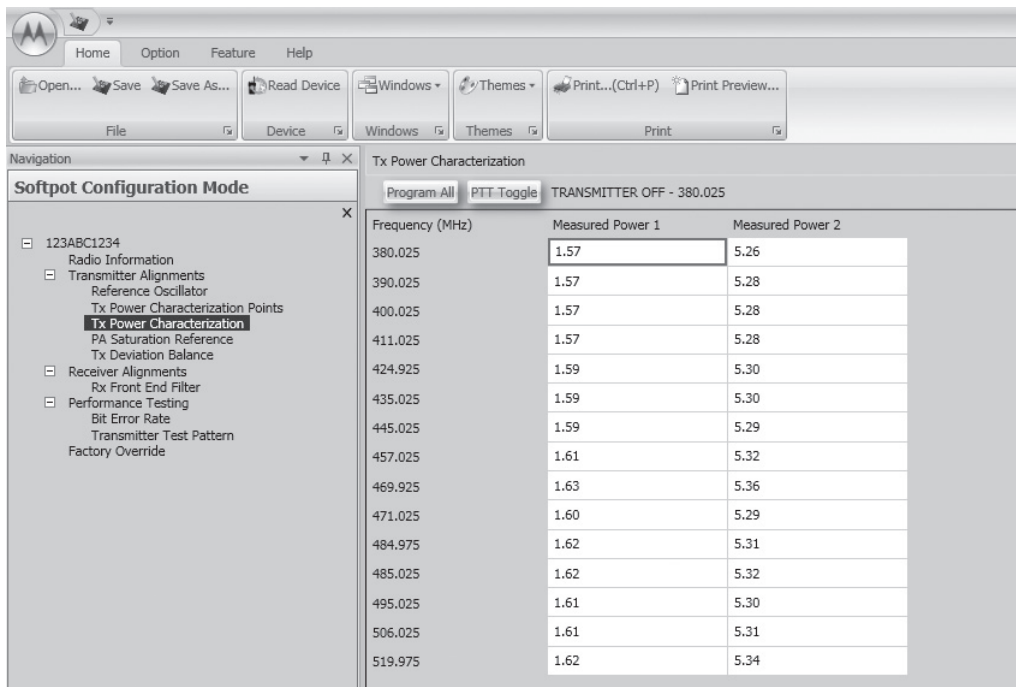 Home Option Feature Help
Open... Save Save As... Read Device Windows Themes Print...(Ctrl+P) Print Preview...
File Device Windows Themes Print
Navigation
Softpot Configuration Mode
123ABC1234
Radio Information
Transmitter Alignments
Reference Oscillator
Tx Power Characterization Points
Tx Power Characterization
PA Saturation Reference
Tx Deviation Balance
Receiver Alignments
Rx Front End Filter
Performance Testing
Bit Error Rate
Transmitter Test Pattern
Factory Override
Tx Power Characterization
Program All PTT Toggle TRANSMITTER OFF - 380.025
Frequency (MHz) Measured Power 1 Measured Power 2
380.025 1.57 5.26
390.025 1.57 5.28
400.025 1.57 5.28
411.025 1.57 5.28
424.925 1.59 5.30
435.025 1.59 5.30
445.025 1.59 5.29
457.025 1.61 5.32
469.925 1.63 5.36
471.025 1.60 5.29
484.975 1.62 5.31
485.025 1.62 5.32
495.025 1.61 5.30
506.025 1.61 5.31
519.975 1.62 5.34